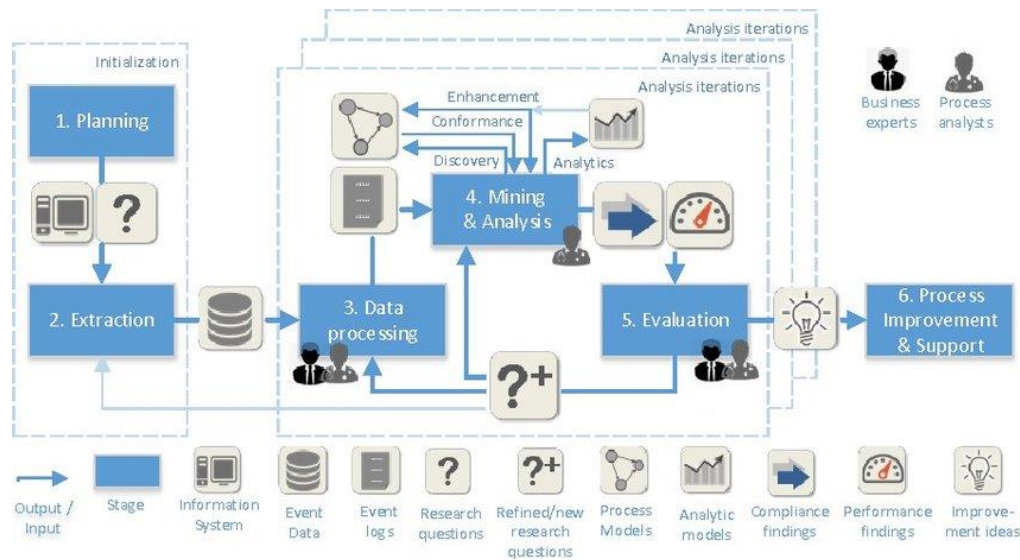 Analysis iterations
Analysis iterations
Analysis iterations
Initialization
1. Planning
Enhancement
Conformance
Discovery
Analytics
Business
experts
Process
analysts
?
4. Mining
& Analysis
2. Extraction
3. Data
processing
5. Evaluation
6. Process
Improvement
& Support
?+
Output /
Input
Stage
Information
System
Event
Data
Event
logs
?
Research
questions
?+
Refined/new
research
questions
Process
Models
Analytic
models
Compliance
findings
Performance
findings
Improve-
ment ideas